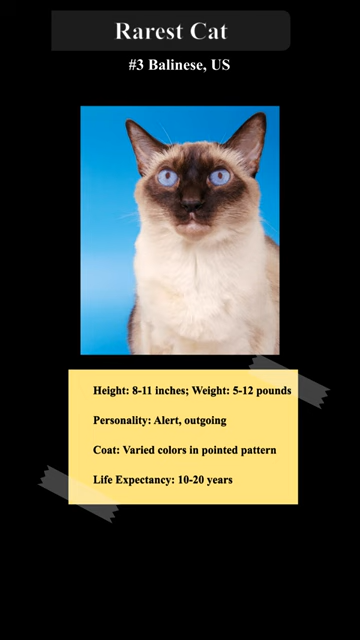 Rarest Cat
#3 Balinese, US
Height: 8-11 inches; Weight: 5-12 pounds
Personality: Alert, outgoing
Coat: Varied colors in pointed pattern
Life Expectancy: 10-20 years